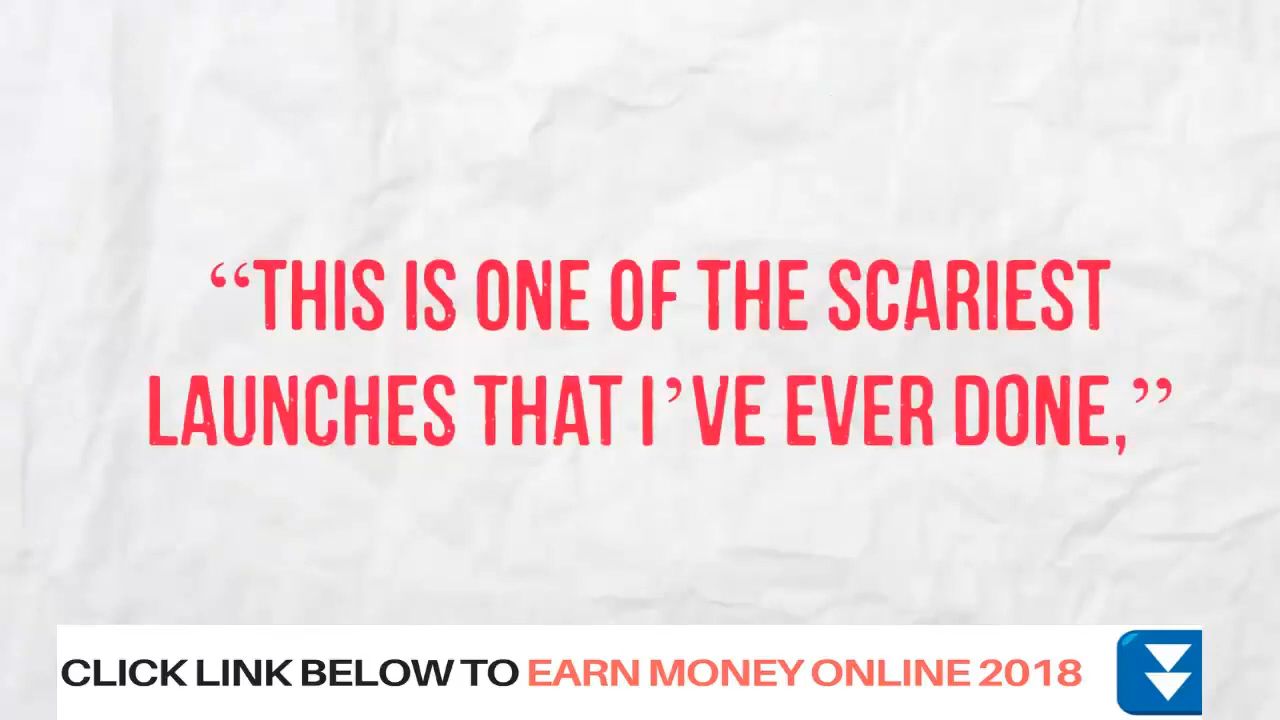 “THIS IS ONE OF THE SCARIEST
LAUNCHES THAT I’VE EVER DONE,”
CLICK LINK BELOW TO EARN MONEY ONLINE 2018